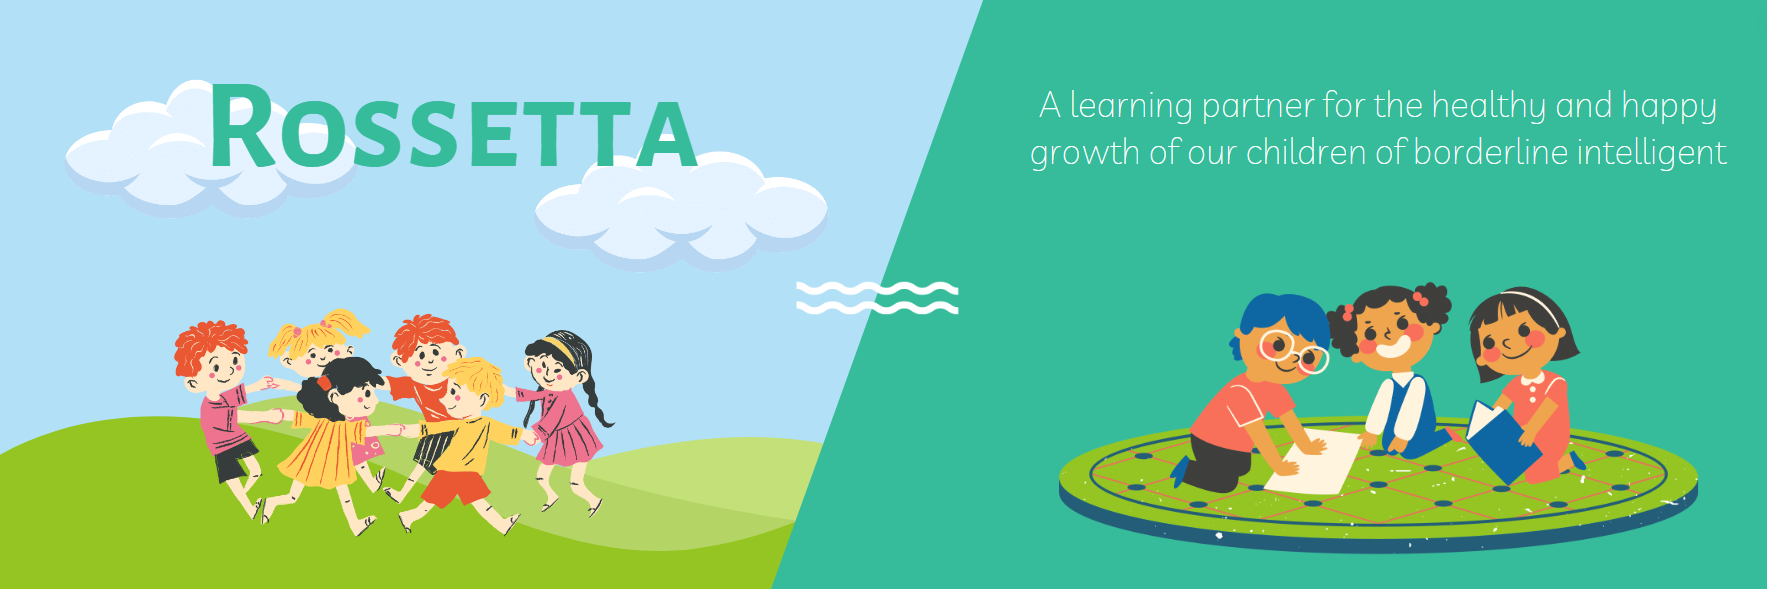 ROSSETTA
A learning partner for the healthy and happy
growth of our children of borderline intelligent